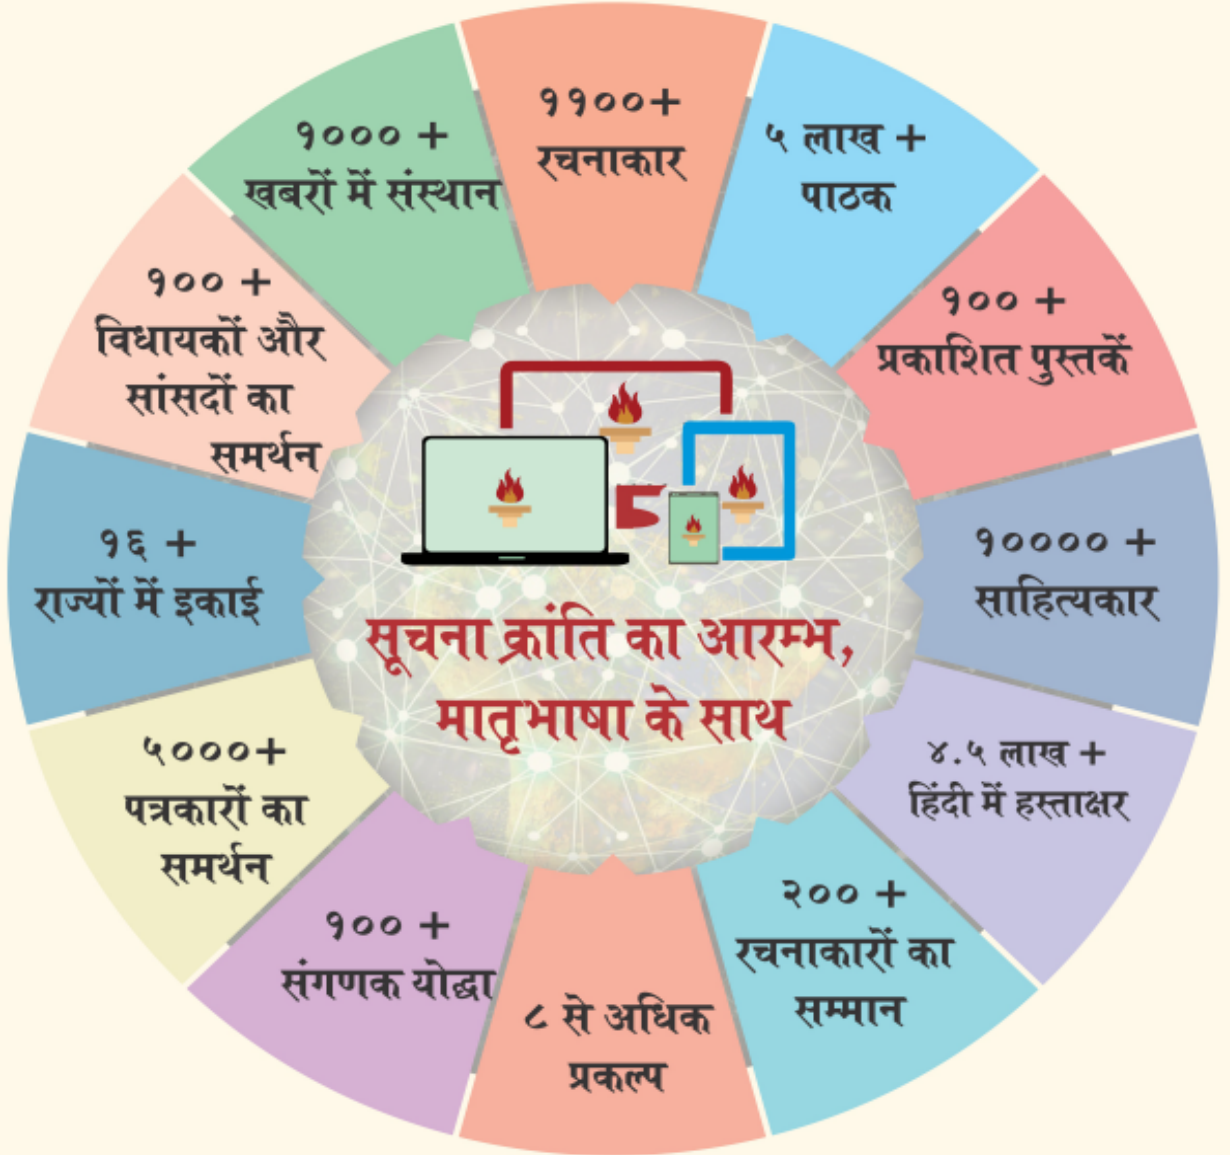 ११००+
रचनाकार
५ लाख +
पाठक
१०० +
प्रकाशित पुस्तकें
१०००० +
साहित्यकार
४.५ लाख +
हिंदी में हस्ताक्षर
२०० +
रचनाकारों का
सम्मान
८ से अधिक
प्रकल्प
१०० +
संगणक योद्धा
५०००+
पत्रकारों का
समर्थन
१६ +
राज्यों में इकाई
१०० +
विधायकों और
सांसदों का
समर्थन
१००० +
खबरों में संस्थान
सूचना क्रांति का आरम्भ,
मातृभाषा के साथ